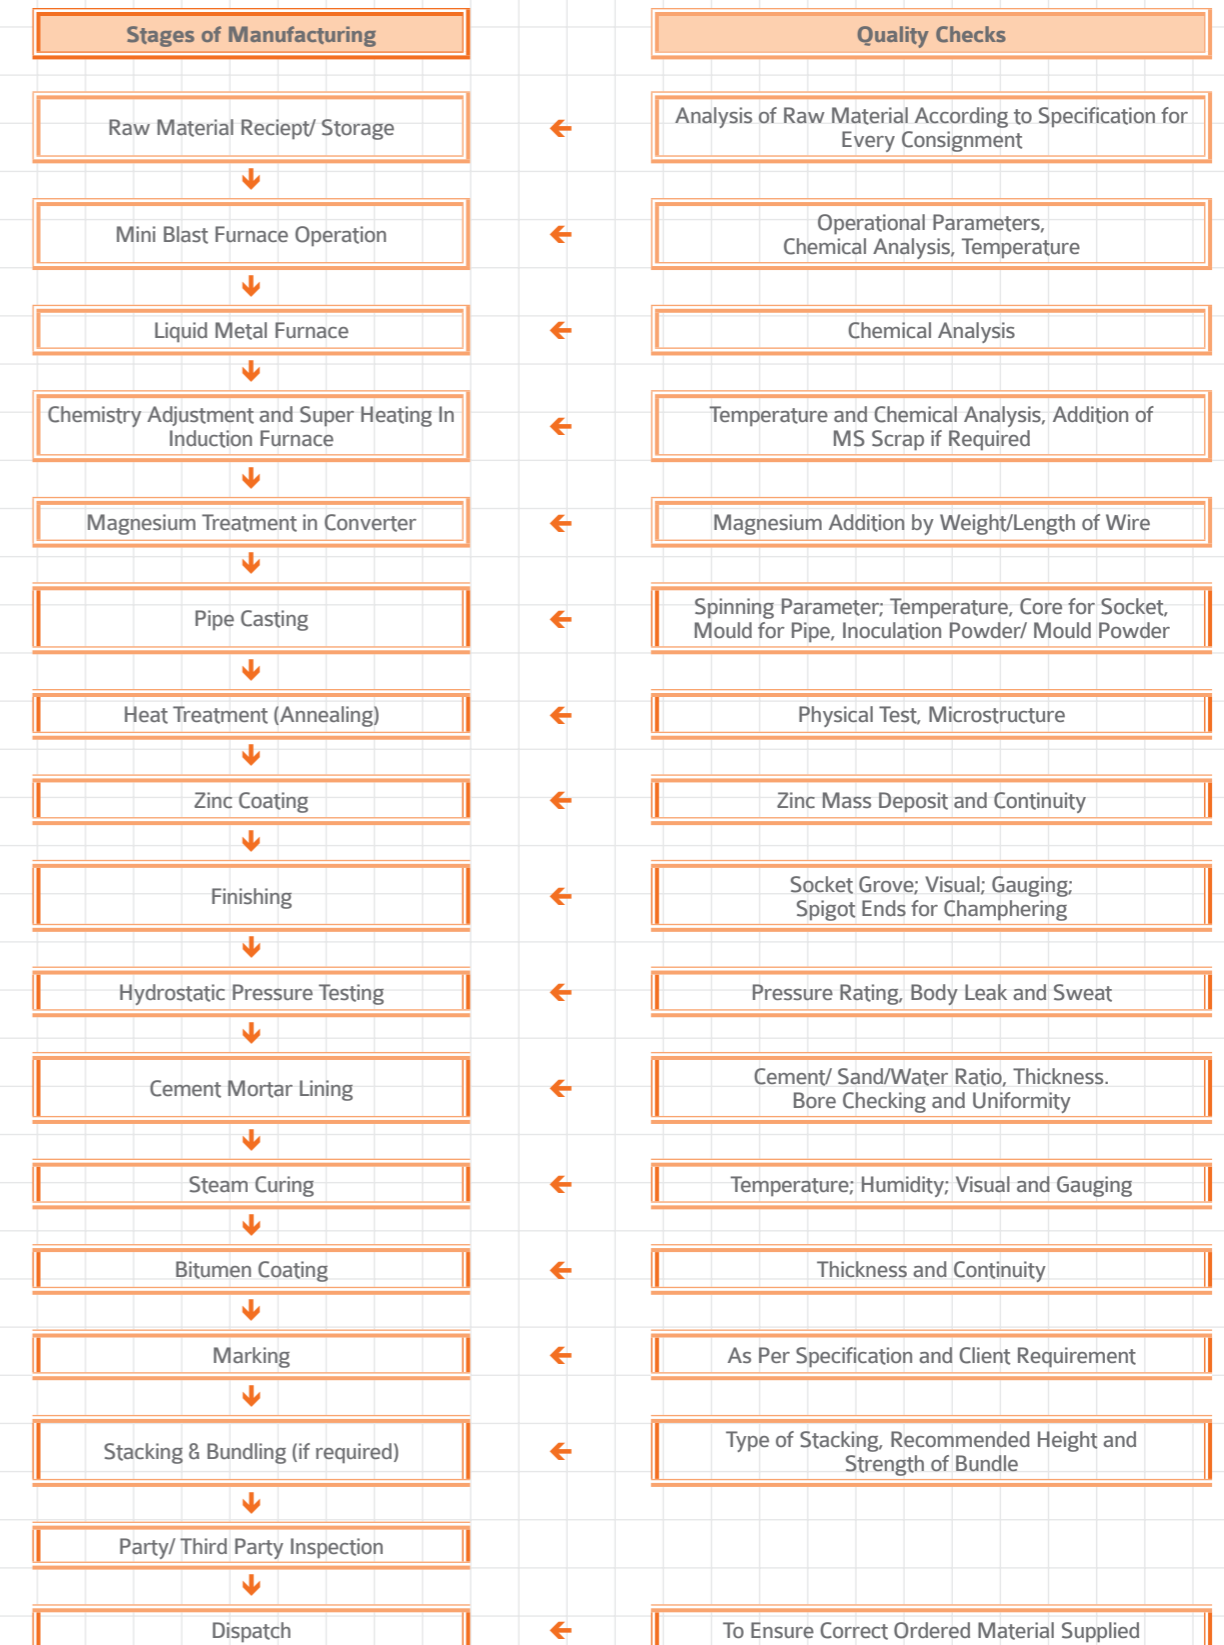 Stages of Manufacturing
Quality Checks
Raw Material Reciept/ Storage
Analysis of Raw Material According to Specification for
Every Consignment
Mini Blast Furnace Operation
Operational Parameters,
Chemical Analysis, Temperature
Liquid Metal Furnace
Chemical Analysis
Chemistry Adjustment and Super Heating In
Induction Furnace
Temperature and Chemical Analysis, Addition of
MS Scrap if Required
Magnesium Treatment in Converter
Magnesium Addition by Weight/Length of Wire
Pipe Casting
Spinning Parameter; Temperature, Core for Socket,
Mould for Pipe, Inoculation Powder/ Mould Powder
Heat Treatment (Annealing)
Physical Test, Microstructure
Zinc Coating
Zinc Mass Deposit and Continuity
Finishing
Socket Grove; Visual; Gauging;
Spigot Ends for Champhering
Hydrostatic Pressure Testing
Pressure Rating, Body Leak and Sweat
Cement Mortar Lining
Cement/ Sand/Water Ratio, Thickness.
Bore Checking and Uniformity
Steam Curing
Temperature; Humidity; Visual and Gauging
Bitumen Coating
Thickness and Continuity
Marking
As Per Specification and Client Requirement
Stacking & Bundling (if required)
Type of Stacking, Recommended Height and
Strength of Bundle
Party/ Third Party Inspection
Dispatch
To Ensure Correct Ordered Material Supplied